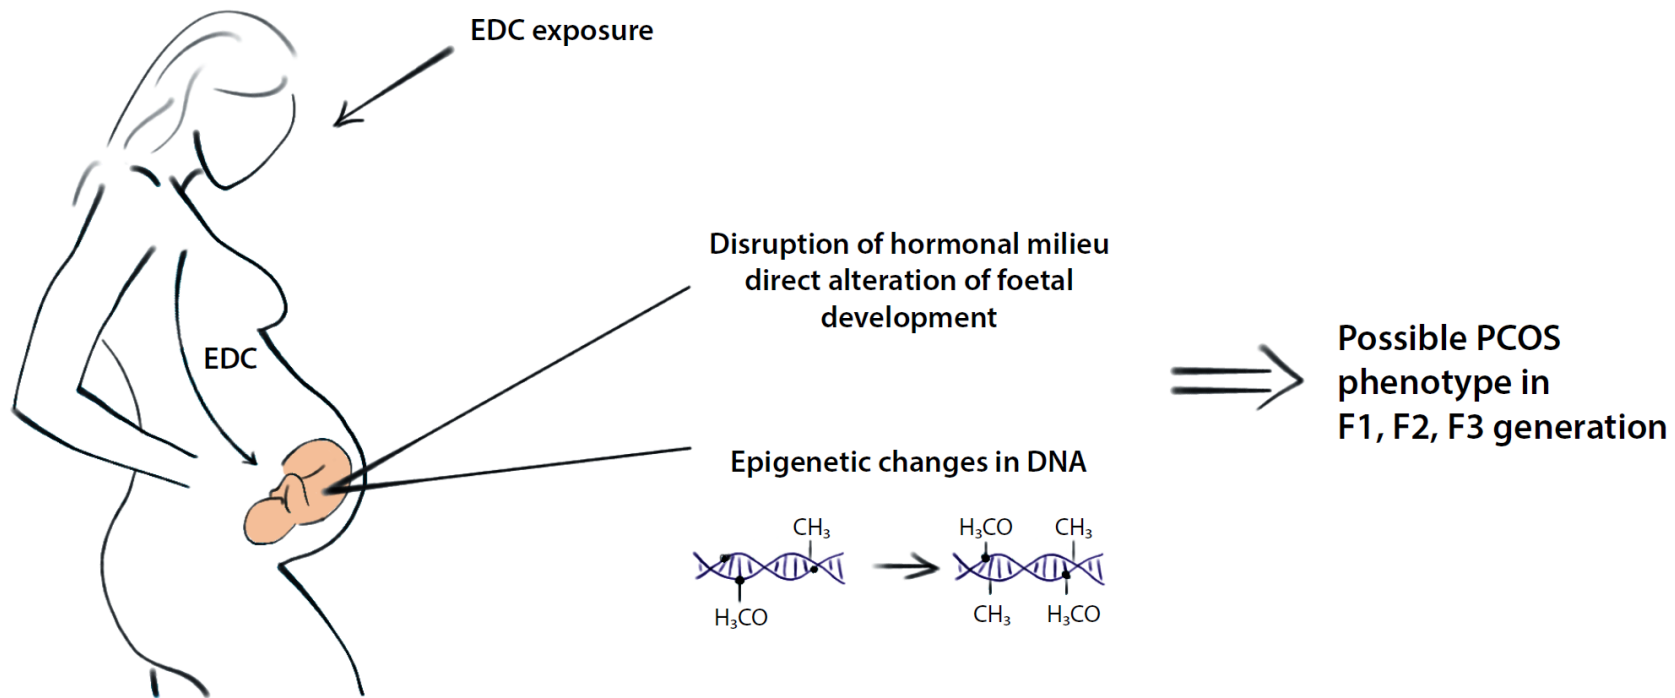 EDC exposure
Disruption of hormonal milieu
direct alteration of foetal
development
EDC
Possible PCOS
phenotype in
F1, F2, F3 generation
Epigenetic changes in DNA
CH₃
H₃CO
H₃CO
CH₃
CH₃
H₃CO